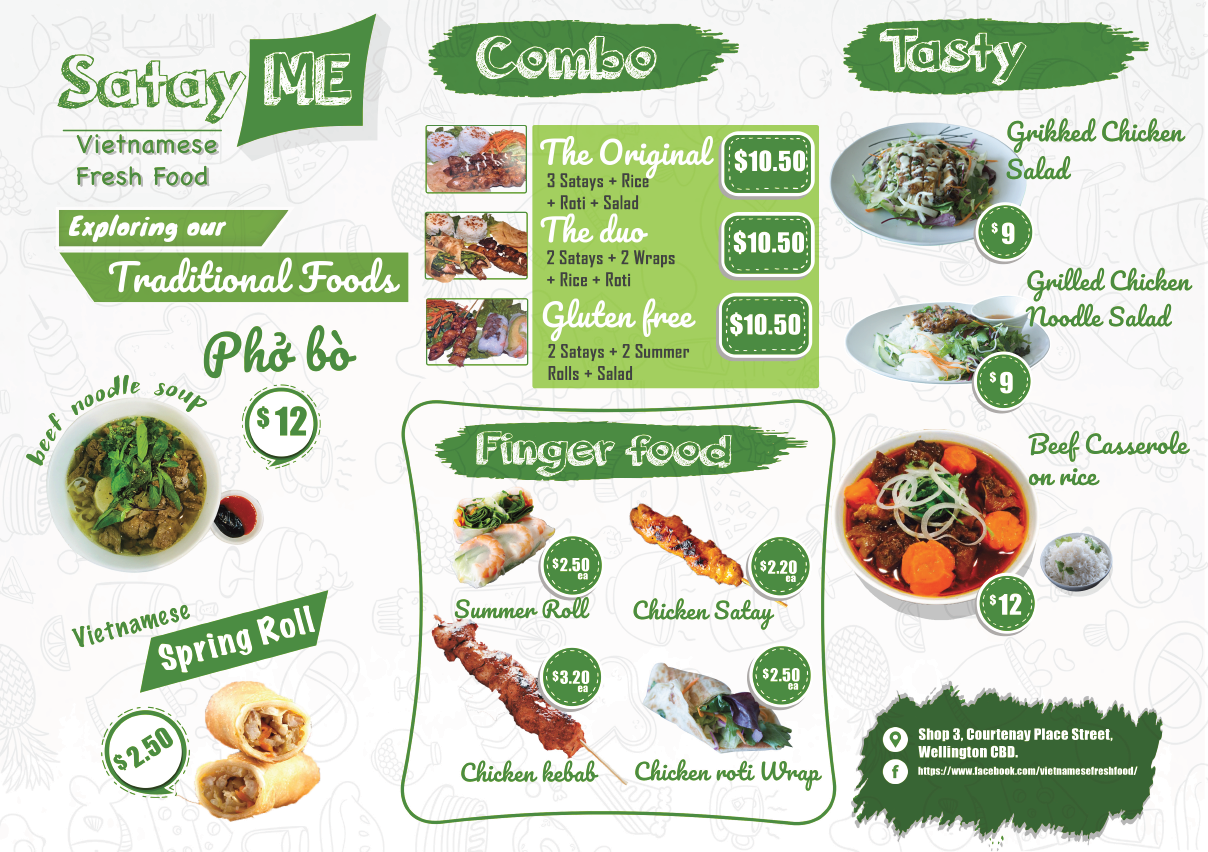 Satay ME
Vietnamese
Fresh Food
Exploring our
Traditional Foods
Phở bò
beef noodle soup
$12
Vietnamese
Spring Roll
$2.50
Combo
The Original
3 Satays + Rice
+ Roti + Salad
$10.50
The duo
2 Satays + 2 Wraps
+ Rice + Roti
$10.50
Gluten free
2 Satays + 2 Summer
Rolls + Salad
$10.50
Finger food
$2.50
ea
Summer Roll
$2.20
ea
Chicken Satay
$3.20
ea
Chicken kebab
$2.50
ea
Chicken roti Wrap
Tasty
Grikked Chicken
Salad
$9
Grilled Chicken
Noodle Salad
$9
Beef Casserole
on rice
$12
Shop 3, Courtenay Place Street,
Wellington CBD.
f
https://www.facebook.com/vietnamesefreshfood/